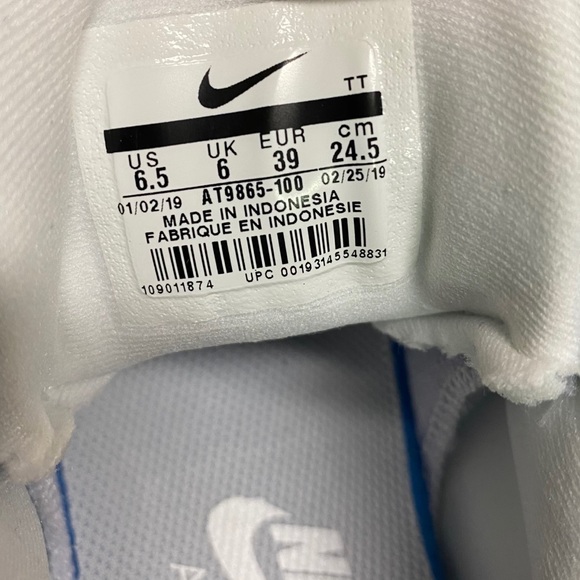 TT
US UK EUR cm
6.5 6 39 24.5
01/02/19 AT9865-100 02/25/19
MADE IN INDONESIA
FABRIQUE EN INDONESIE
109011874 UPC 00193145548831